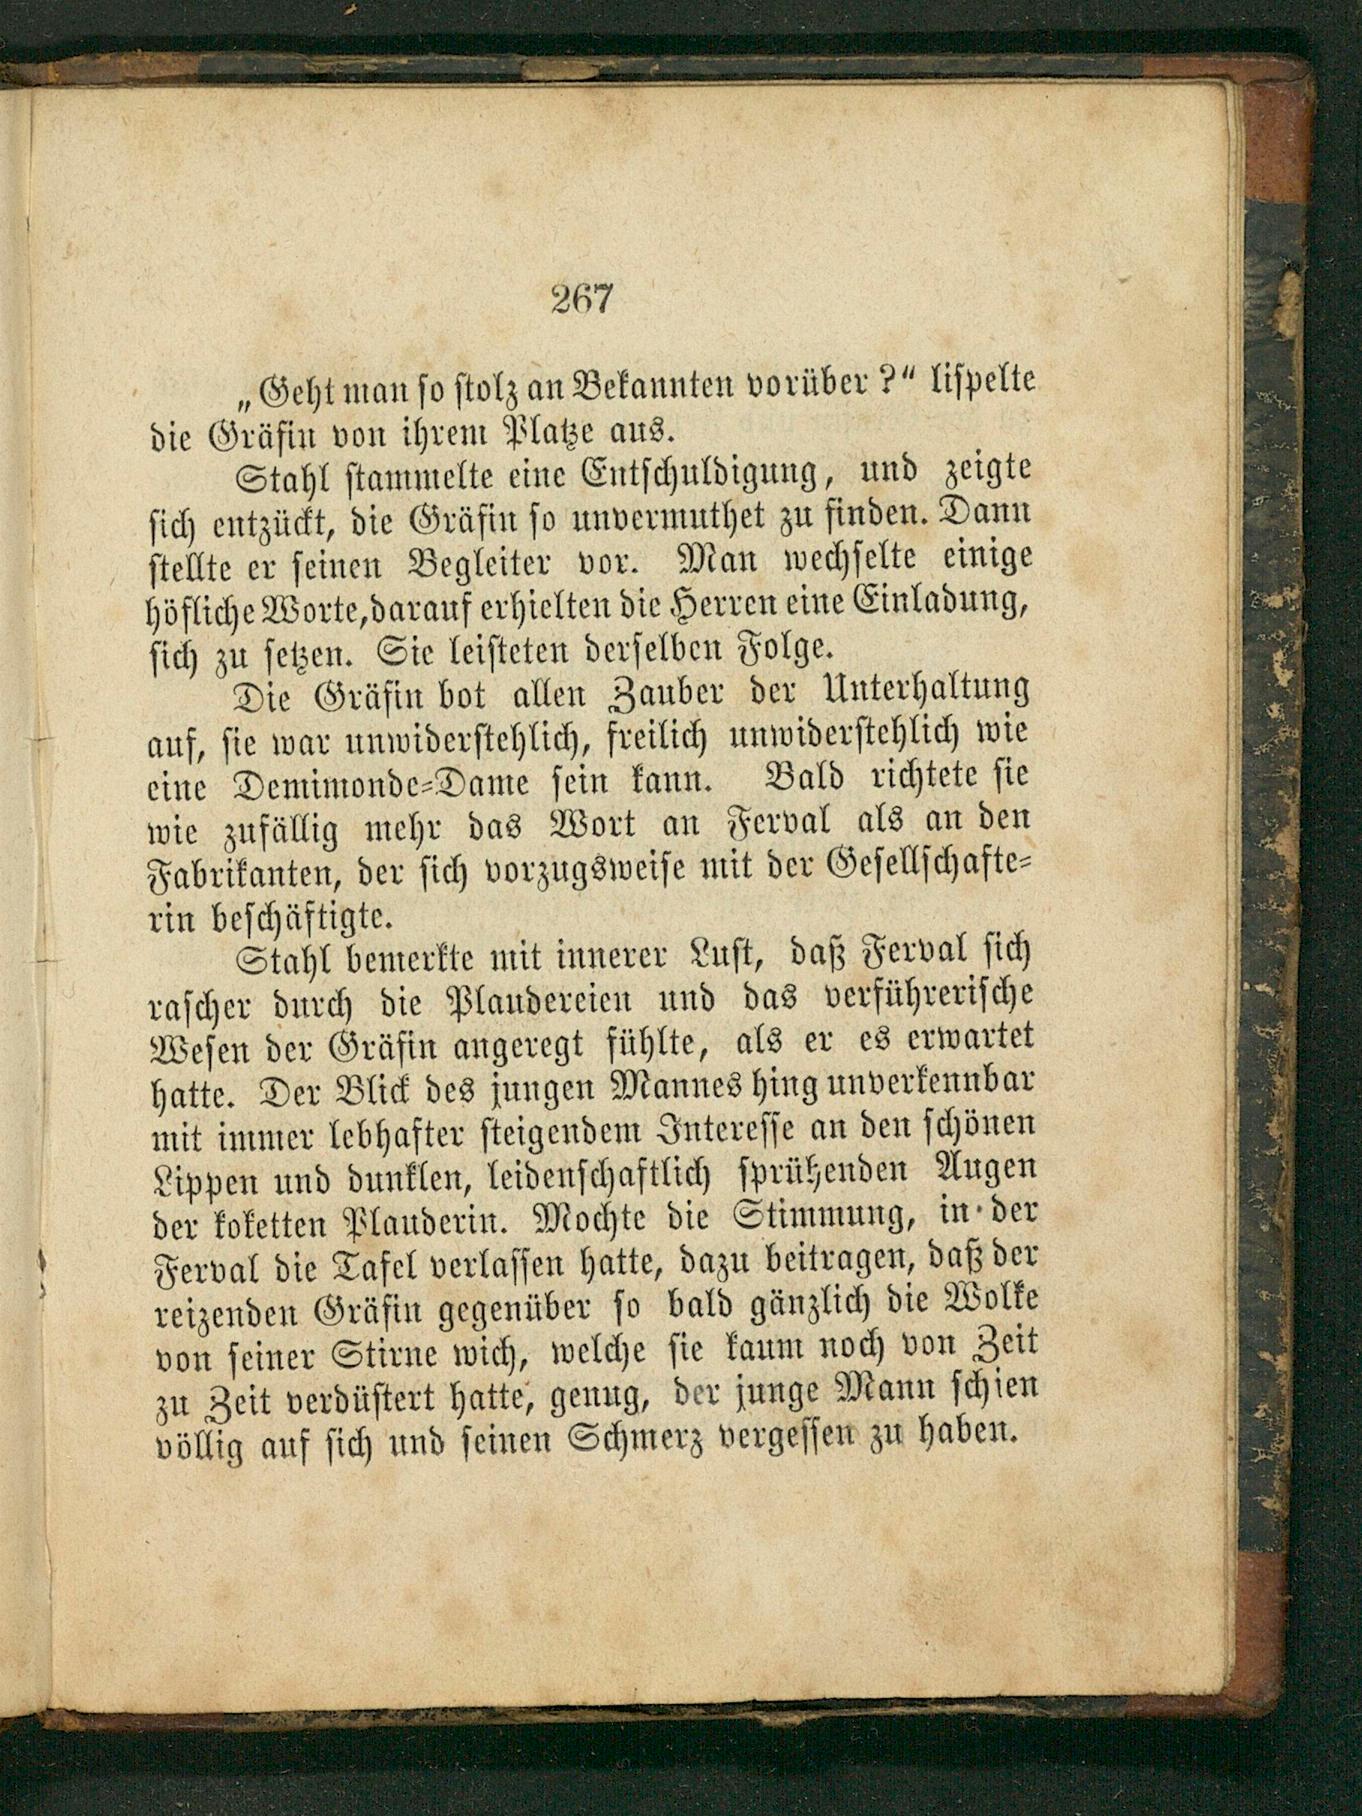 267
„Geht man so stolz an Bekannten vorüber?“ lispelte
die Gräfin von ihrem Platze aus.
Stahl stammelte eine Entschuldigung, und zeigte
sich entzückt, die Gräfin so unvermuthet zu finden. Dann
stellte er seinen Begleiter vor. Man wechselte einige
höfliche Worte, darauf erhielten die Herren eine Einladung,
sich zu setzen. Sie leisteten derselben Folge.
Die Gräfin bot allen Zauber der Unterhaltung
auf, sie war unwiderstehlich, freilich unwiderstehlich wie
eine Demimonde-Dame sein kann. Bald richtete sie
wie zufällig mehr das Wort an Ferval als an den
Fabrikanten, der sich vorzugsweise mit der Gesellschafte-
rin beschäftigte.
Stahl bemerkte mit innerer Lust, daß Ferval sich
rascher durch die Plaudereien und das verführerische
Wesen der Gräfin angeregt fühlte, als er es erwartet
hatte. Der Blick des jungen Mannes hing unverkennbar
mit immer lebhafter steigendem Interesse an den schönen
Lippen und dunklen, leidenschaftlich sprühenden Augen
der koketten Plauderin. Mochte die Stimmung, in der
Ferval die Tafel verlassen hatte, dazu beitragen, daß der
reizenden Gräfin gegenüber so bald gänzlich die Wolke
von seiner Stirne wich, welche sie kaum noch von Zeit
zu Zeit verdüstert hatte, genug, der junge Mann schien
völlig auf sich und seinen Schmerz vergessen zu haben.